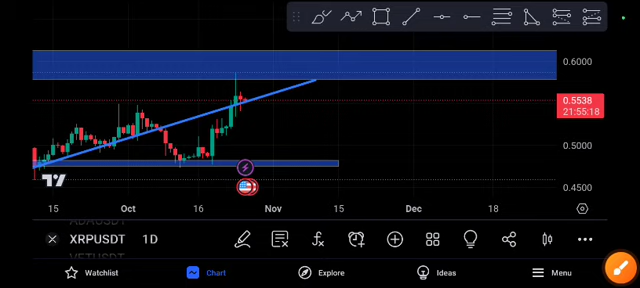 0.6000
0.5538
21:55:18
0.5000
0.4500
15 Oct 16 Nov 15 Dec 18
XRPUSDT 1D
VETUSDT
Watchlist Chart Explore Ideas Menu